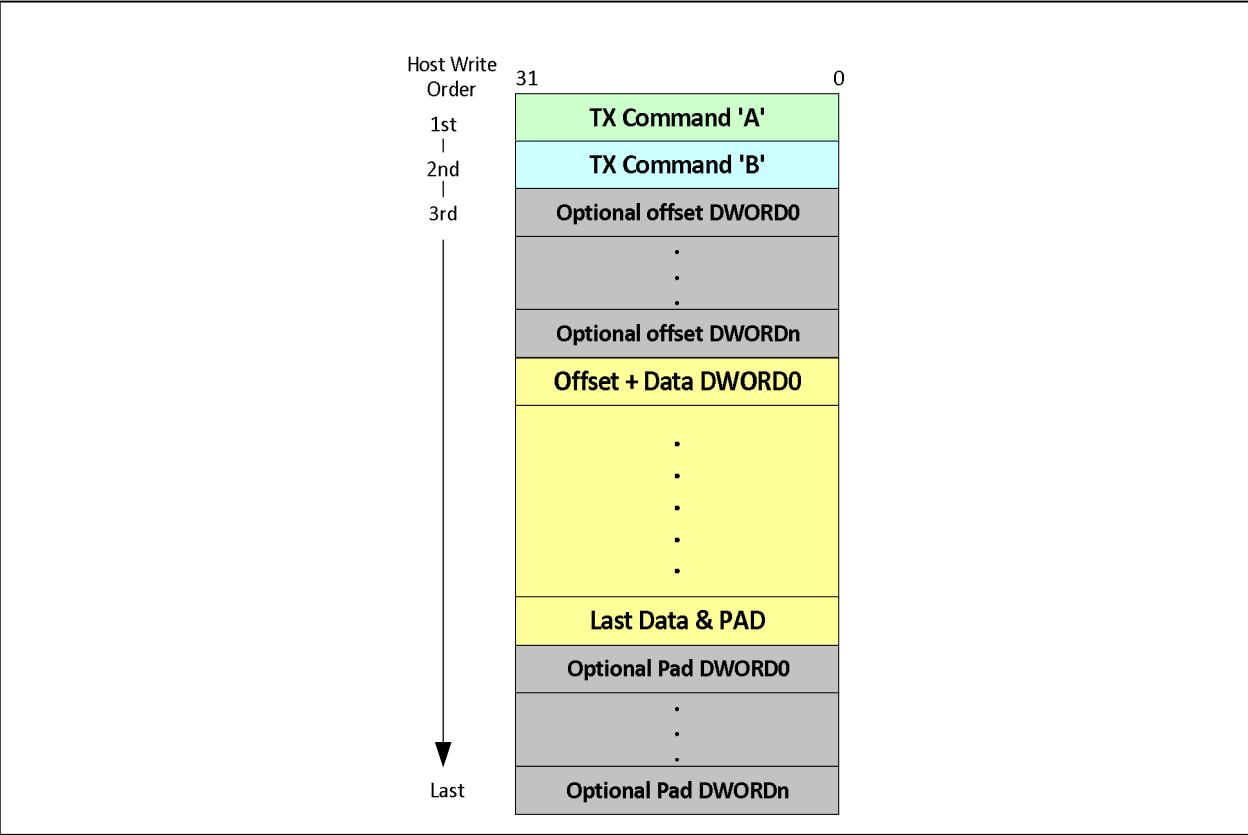 Host Write
Order
31
0
1st
TX Command 'A'
2nd
TX Command 'B'
3rd
Optional offset DWORD0
Optional offset DWORDn
Offset + Data DWORD0
Last Data & PAD
Optional Pad DWORD0
Last
Optional Pad DWORDn